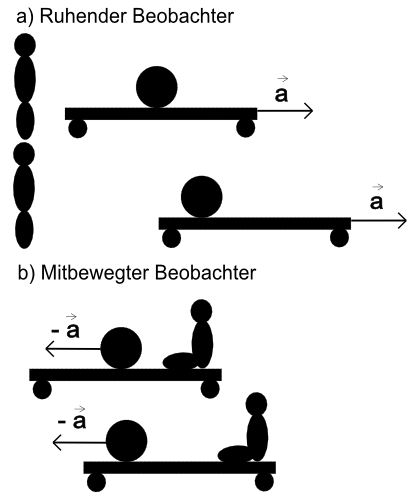 a) Ruhender Beobachter
a⃗
a⃗
b) Mitbewegter Beobachter
- a⃗
- a⃗